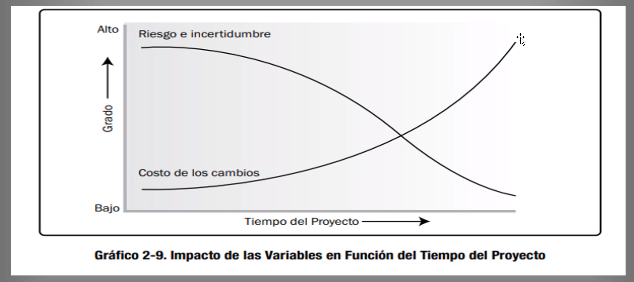 Alto
Riesgo e incertidumbre
Grado
Costo de los cambios
Bajo
Tiempo del Proyecto
Gráfico 2-9. Impacto de las Variables en Función del Tiempo del Proyecto